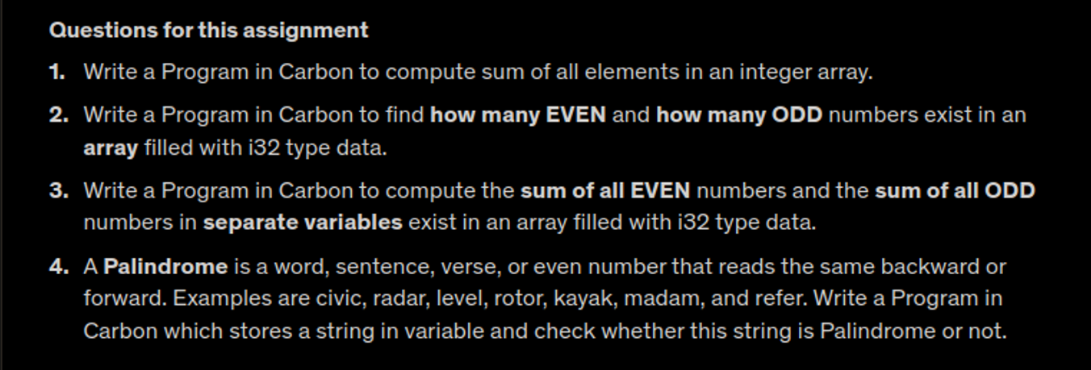 Questions for this assignment
1. Write a Program in Carbon to compute sum of all elements in an integer array.
2. Write a Program in Carbon to find how many EVEN and how many ODD numbers exist in an
array filled with i32 type data.
3. Write a Program in Carbon to compute the sum of all EVEN numbers and the sum of all ODD
numbers in separate variables exist in an array filled with i32 type data.
4. A Palindrome is a word, sentence, verse, or even number that reads the same backward or
forward. Examples are civic, radar, level, rotor, kayak, madam, and refer. Write a Program in
Carbon which stores a string in variable and check whether this string is Palindrome or not.